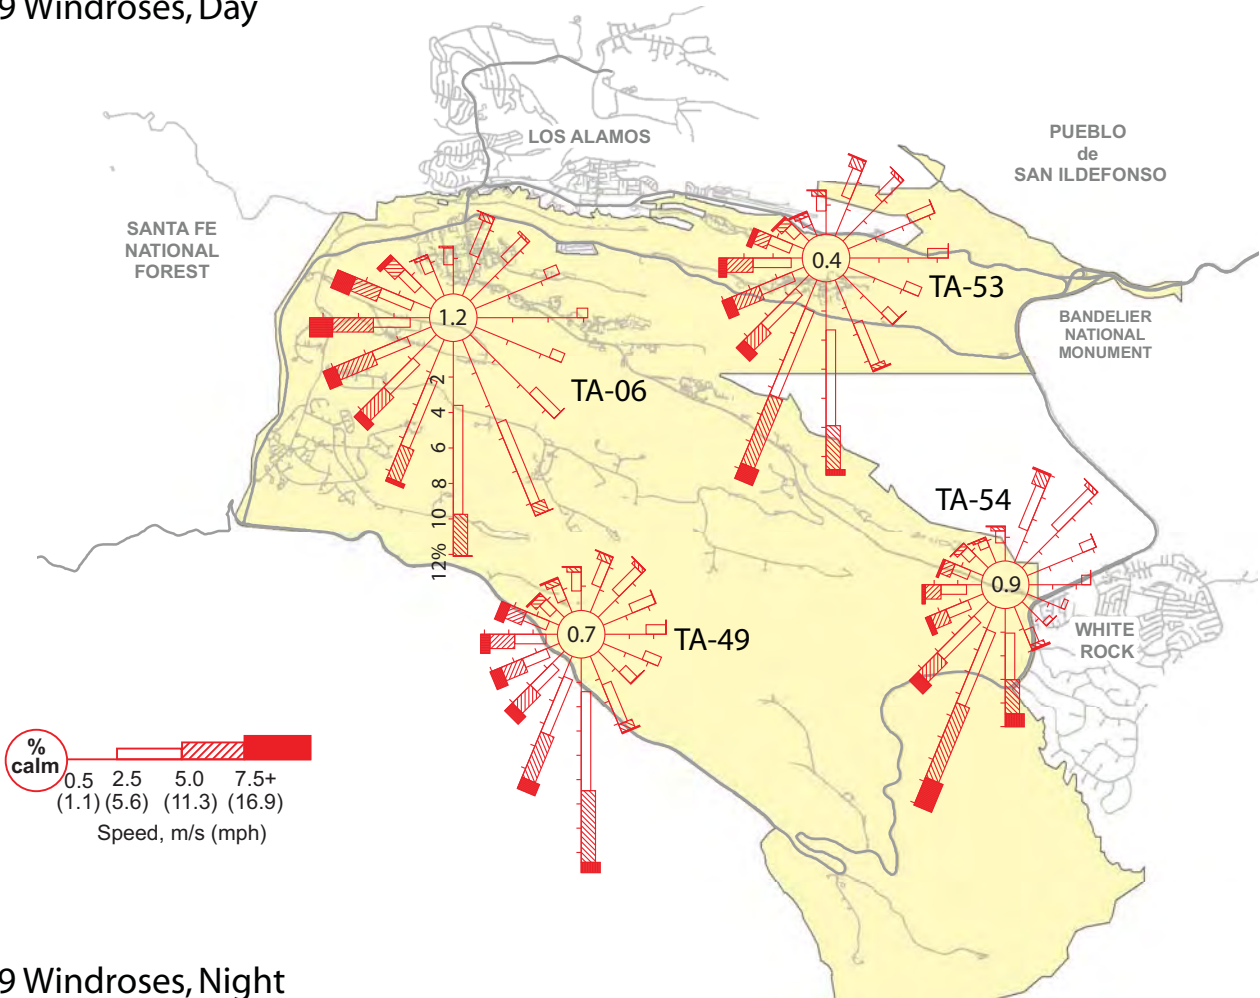 9 Windroses, Day
LOS ALAMOS
PUEBLO
de
SAN ILDEFONSO
SANTA FE
NATIONAL
FOREST
0.4
TA-53
1.2
BANDELIER
NATIONAL
MONUMENT
TA-06
2
4
6
8
10
12%
TA-54
0.9
0.7
TA-49
WHITE
ROCK
%
calm
0.5 2.5 5.0 7.5+
(1.1) (5.6) (11.3) (16.9)
Speed, m/s (mph)
9 Windroses, Night